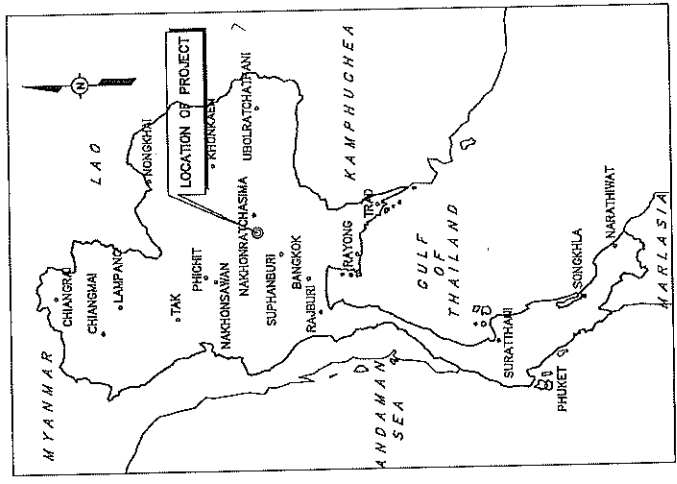 MYANMAR
LAO
CHIANGRAI
CHIANGMAI
LAMPANG
NONGKHAI
LOCATION OF PROJECT
KHONKAEN
TAK
PHICHIT
NAKHONSAWAN
NAKHONRATCHASIMA
UBOLRATCHATHANI
SUPHANBURI
BANGKOK
RAJBURI
RAYONG
TRAD
KAMPHUCHEA
GULF
OF
THAILAND
ANDAMAN
SEA
SURATTHANI
PHUKET
SONGKHLA
NARATHIWAT
MARLASIA
N